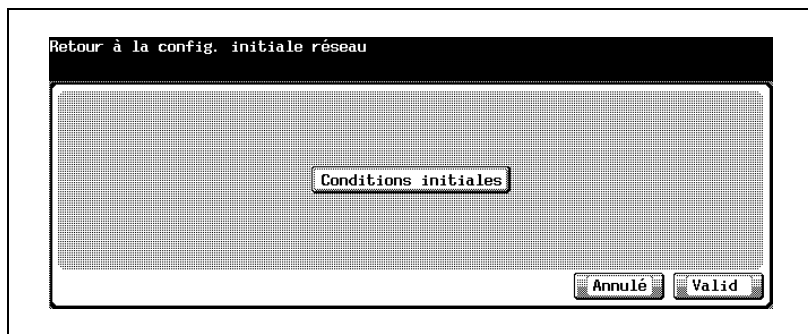 Retour à la config. initiale réseau
Conditions initiales
Annulé Valid